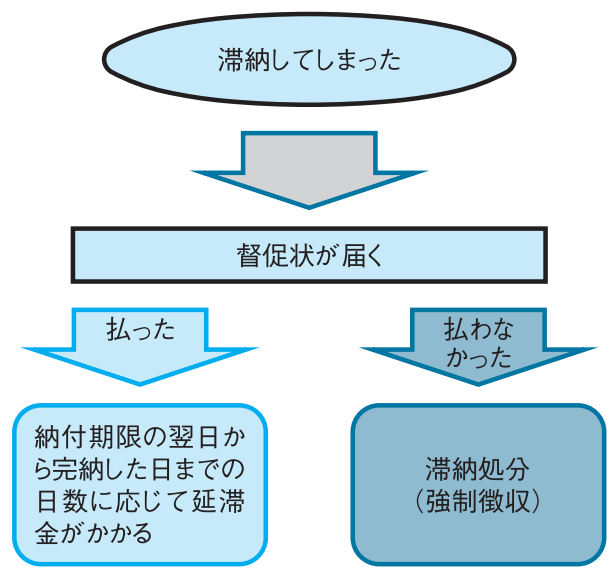 滞納してしまった
督促状が届く
払った
払わな
かった
納付期限の翌日か
ら完納した日までの
日数に応じて延滞
金がかかる
滞納処分
（強制徴収）